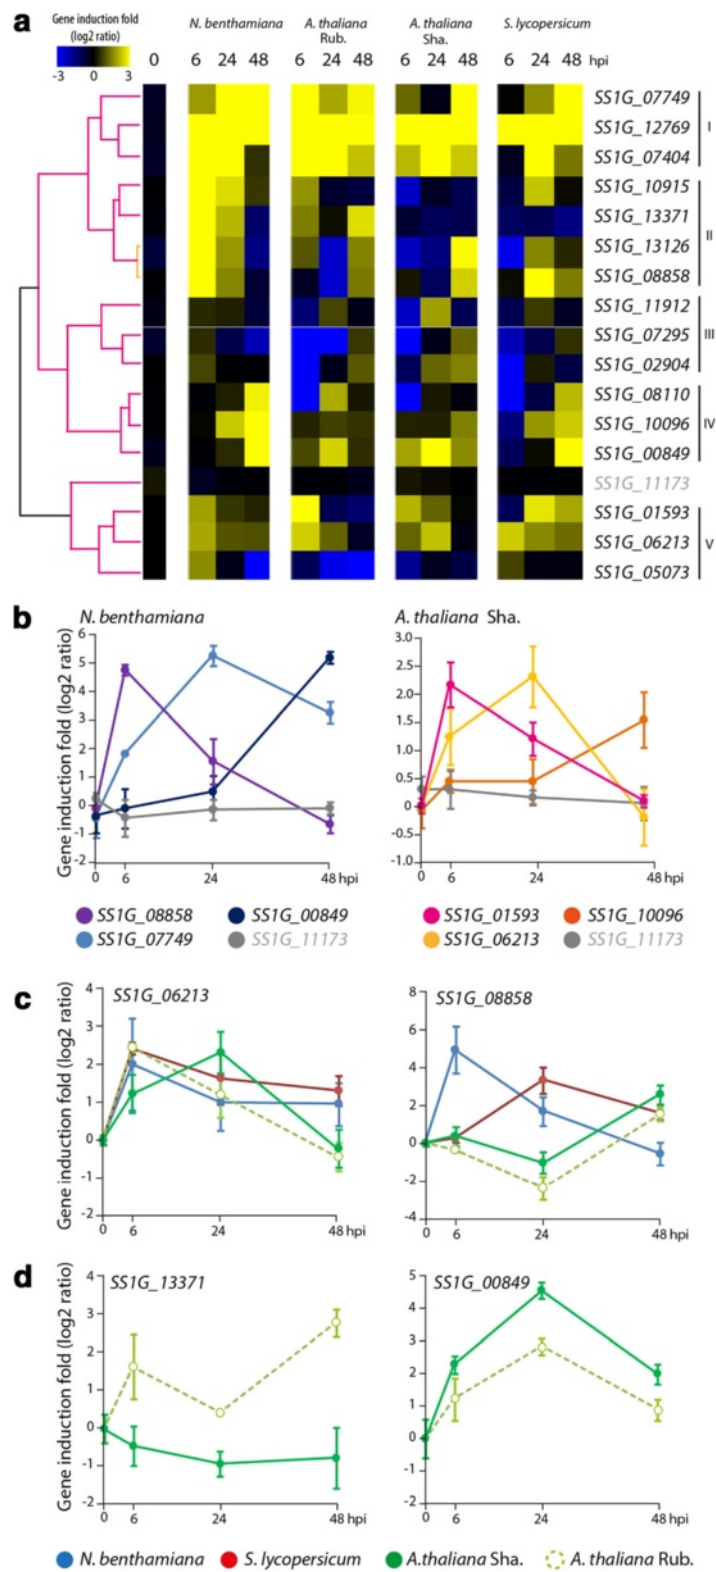 a
Gene induction fold
(log2 ratio)
-3 0 3
N. benthamiana
A. thaliana
Rub.
A. thaliana
Sha.
S. lycopersicum
0 6 24 48 6 24 48 6 24 48 6 24 48 hpi
SS1G_07749
SS1G_12769
SS1G_07404
I
SS1G_10915
SS1G_13371
SS1G_13126
SS1G_08858
II
SS1G_11912
SS1G_07295
SS1G_02904
III
SS1G_08110
SS1G_10096
SS1G_00849
IV
SS1G_11173
SS1G_01593
SS1G_06213
SS1G_05073
V
b
N. benthamiana
Gene induction fold (log2 ratio)
6
5
4
3
2
1
0
-1
-2
0 6 24 48 hpi
A. thaliana Sha.
3.0
2.5
2.0
1.5
1.0
0.5
0
-0.5
-1.0
0 6 24 48 hpi
SS1G_08858
SS1G_00849
SS1G_07749
SS1G_11173
SS1G_01593
SS1G_10096
SS1G_06213
SS1G_11173
c
SS1G_06213
Gene induction fold (log2 ratio)
4
3
2
1
0
-1
-2
0 6 24 48 hpi
SS1G_08858
8
6
4
2
0
-2
-4
0 6 24 48 hpi
d
SS1G_13371
Gene induction fold (log2 ratio)
4
3
2
1
0
-1
-2
0 6 24 48 hpi
SS1G_00849
5
4
3
2
1
0
-1
-2
0 6 24 48 hpi
N. benthamiana
S. lycopersicum
A.thaliana Sha.
A. thaliana Rub.